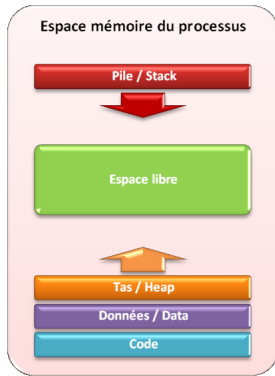 Espace mémoire du processus
Pile / Stack
Espace libre
Tas / Heap
Données / Data
Code